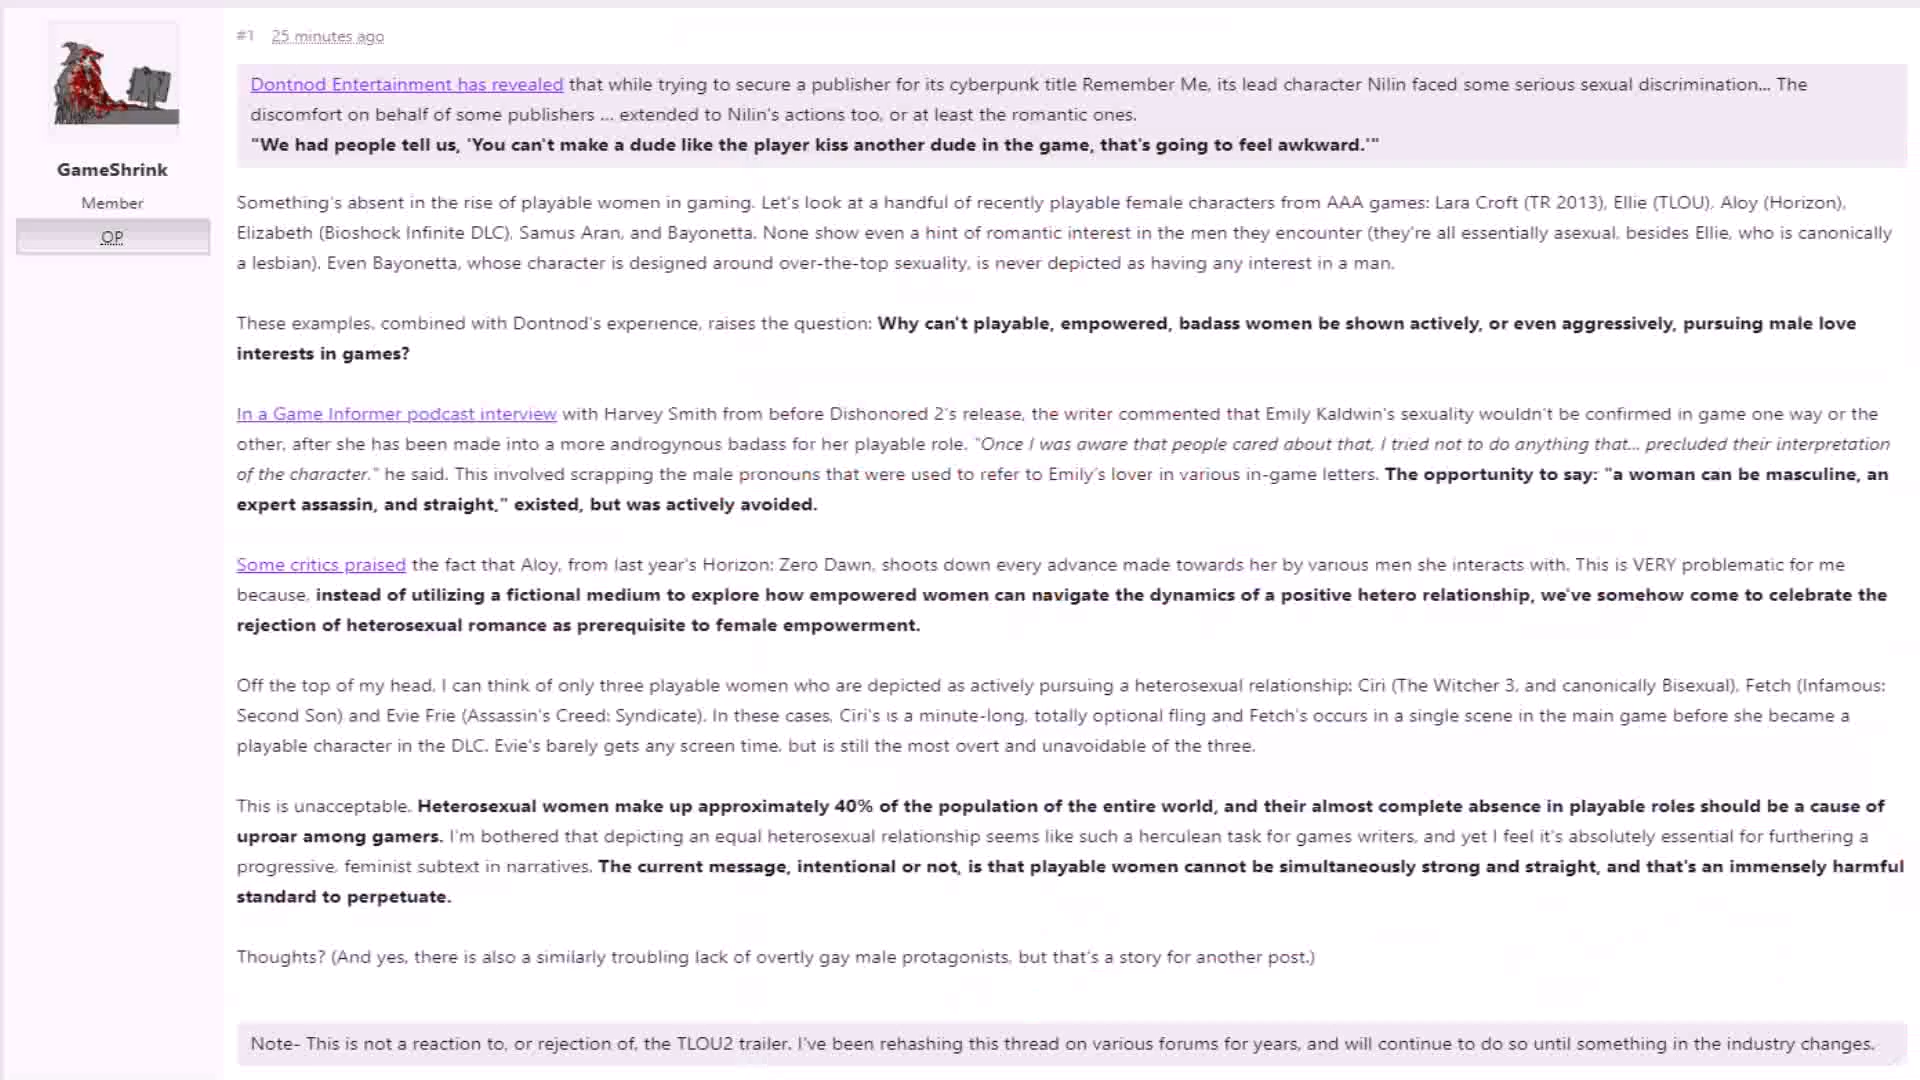 #1 25 minutes ago
Dontnod Entertainment has revealed that while trying to secure a publisher for its cyberpunk title Remember Me, its lead character Nilin faced some serious sexual discrimination... The
discomfort on behalf of some publishers ... extended to Nilin's actions too, or at least the romantic ones.
"We had people tell us, 'You can't make a dude like the player kiss another dude in the game, that's going to feel awkward.'"
GameShrink
Member
OP
Something's absent in the rise of playable women in gaming. Let's look at a handful of recently playable female characters from AAA games: Lara Croft (TR 2013), Ellie (TLOU), Aloy (Horizon),
Elizabeth (Bioshock Infinite DLC), Samus Aran, and Bayonetta. None show even a hint of romantic interest in the men they encounter (they're all essentially asexual, besides Ellie, who is canonically
a lesbian). Even Bayonetta, whose character is designed around over-the-top sexuality, is never depicted as having any interest in a man.
These examples, combined with Dontnod's experience, raises the question: Why can't playable, empowered, badass women be shown actively, or even aggressively, pursuing male love
interests in games?
In a Game Informer podcast interview with Harvey Smith from before Dishonored 2's release, the writer commented that Emily Kaldwin's sexuality wouldn't be confirmed in game one way or the
other, after she has been made into a more androgynous badass for her playable role. "Once I was aware that people cared about that, I tried not to do anything that... precluded their interpretation
of the character." he said. This involved scrapping the male pronouns that were used to refer to Emily's lover in various in-game letters. The opportunity to say: "a woman can be masculine, an
expert assassin, and straight," existed, but was actively avoided.
Some critics praised the fact that Aloy, from last year's Horizon: Zero Dawn, shoots down every advance made towards her by various men she interacts with. This is VERY problematic for me
because, instead of utilizing a fictional medium to explore how empowered women can navigate the dynamics of a positive hetero relationship, we've somehow come to celebrate the
rejection of heterosexual romance as prerequisite to female empowerment.
Off the top of my head, I can think of only three playable women who are depicted as actively pursuing a heterosexual relationship: Ciri (The Witcher 3, and canonically Bisexual), Fetch (Infamous:
Second Son) and Evie Frie (Assassin's Creed: Syndicate). In these cases, Ciri's is a minute-long, totally optional fling and Fetch's occurs in a single scene in the main game before she became a
playable character in the DLC. Evie's barely gets any screen time, but is still the most overt and unavoidable of the three.
This is unacceptable. Heterosexual women make up approximately 40% of the population of the entire world, and their almost complete absence in playable roles should be a cause of
uproar among gamers. I'm bothered that depicting an equal heterosexual relationship seems like such a herculean task for games writers, and yet I feel it's absolutely essential for furthering a
progressive, feminist subtext in narratives. The current message, intentional or not, is that playable women cannot be simultaneously strong and straight, and that's an immensely harmful
standard to perpetuate.
Thoughts? (And yes, there is also a similarly troubling lack of overtly gay male protagonists, but that's a story for another post.)
Note- This is not a reaction to, or rejection of, the TLOU2 trailer. I've been rehashing this thread on various forums for years, and will continue to do so until something in the industry changes.